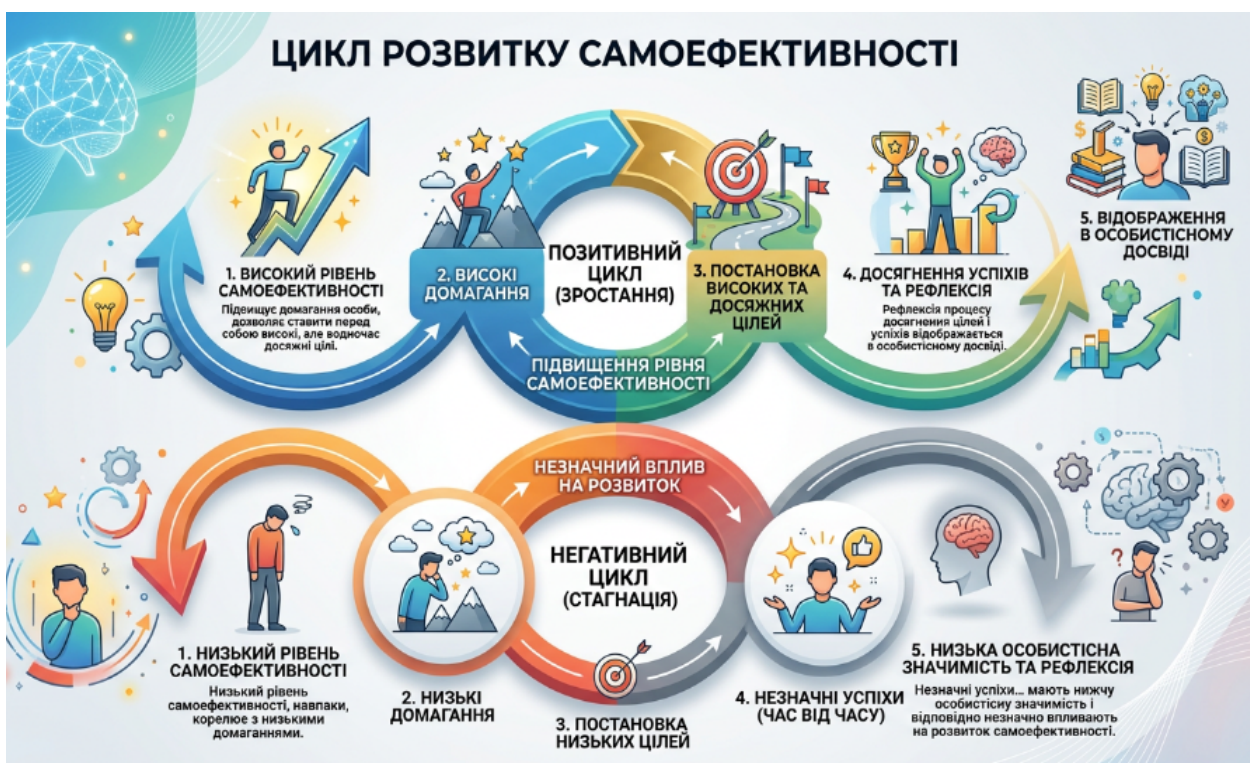 ЦИКЛ РОЗВИТКУ САМОЕФЕКТИВНОСТІ
1. ВИСОКИЙ РІВЕНЬ
САМОЕФЕКТИВНОСТІ
Підвищує домагання особи,
дозволяє ставити перед
собою високі, але водночас
досяжні цілі.
2. ВИСОКІ
ДОМАГАННЯ
ПОЗИТИВНИЙ
ЦИКЛ
(ЗРОСТАННЯ)
3. ПОСТАНОВКА
ВИСОКИХ ТА
ДОСЯЖНИХ
ЦІЛЕЙ
4. ДОСЯГНЕННЯ УСПІХІВ
ТА РЕФЛЕКСІЯ
Рефлексія процесу
досягнення цілей і
успіхів відображається
в особистісному досвіді.
5. ВІДОБРАЖЕННЯ
В ОСОБИСТІСНОМУ
ДОСВІДІ
ПІДВИЩЕННЯ РІВНЯ
САМОЕФЕКТИВНОСТІ
НЕЗНАЧНИЙ ВПЛИВ
НА РОЗВИТОК
НЕГАТИВНИЙ
ЦИКЛ
(СТАГНАЦІЯ)
1. НИЗЬКИЙ РІВЕНЬ
САМОЕФЕКТИВНОСТІ
Низький рівень
самоефективності, навпаки,
корелює з низькими
домаганнями.
2. НИЗЬКІ
ДОМАГАННЯ
3. ПОСТАНОВКА
НИЗЬКИХ ЦІЛЕЙ
4. НЕЗНАЧНІ УСПІХИ
(ЧАС ВІД ЧАСУ)
5. НИЗЬКА ОСОБИСТІСНА
ЗНАЧИМІСТЬ ТА РЕФЛЕКСІЯ
Незначні успіхи... мають нижчу
особистісну значимість і
відповідно незначно впливають
на розвиток самоефективності.